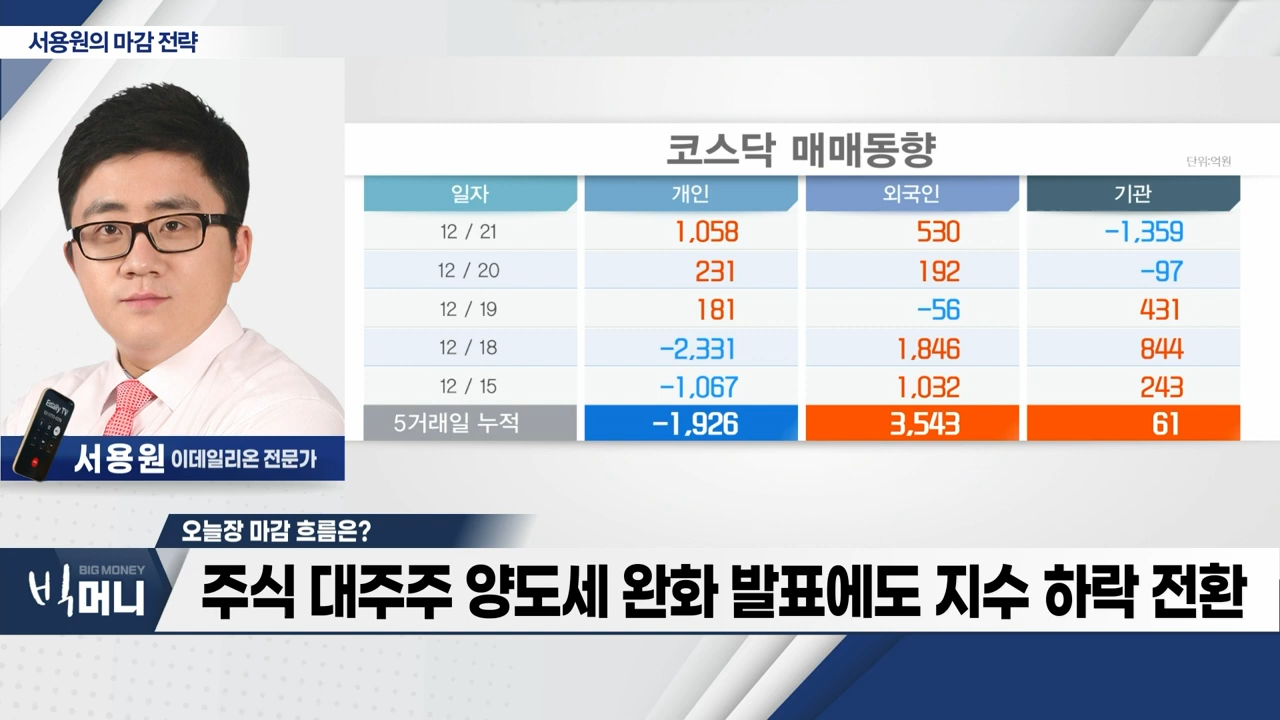 서용원의 마감 전략
코스닥 매매동향
단위:억원
일자 개인 외국인 기관
12 / 21 1,058 530 -1,359
12 / 20 231 192 -97
12 / 19 181 -56 431
12 / 18 -2,331 1,846 844
12 / 15 -1,067 1,032 243
5거래일 누적 -1,926 3,543 61
Edaily TV
서용원 이데일리온 전문가
오늘장 마감 흐름은?
BIG MONEY
빅머니
주식 대주주 양도세 완화 발표에도 지수 하락 전환